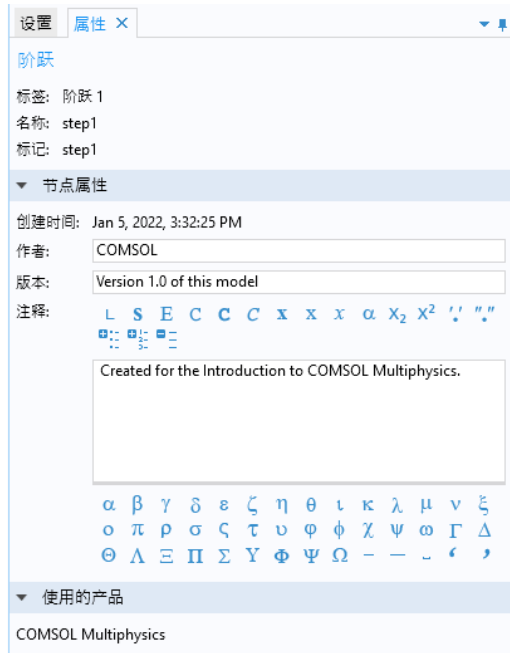 设置 属性 ×
阶跃
标签: 阶跃 1
名称: step1
标记: step1
节点属性
创建时间: Jan 5, 2022, 3:32:25 PM
作者: COMSOL
版本: Version 1.0 of this model
注释: L S E C C C x x x α X₂ X² '.' "."
Created for the Introduction to COMSOL Multiphysics.
α β γ δ ε ζ η θ ι κ λ μ ν ξ
ο π ρ σ ς τ υ φ ϕ χ ψ ω Γ Δ
Θ Λ Ξ Π Σ Υ Φ Ψ Ω – — ˽ ‘ ’
使用的产品
COMSOL Multiphysics